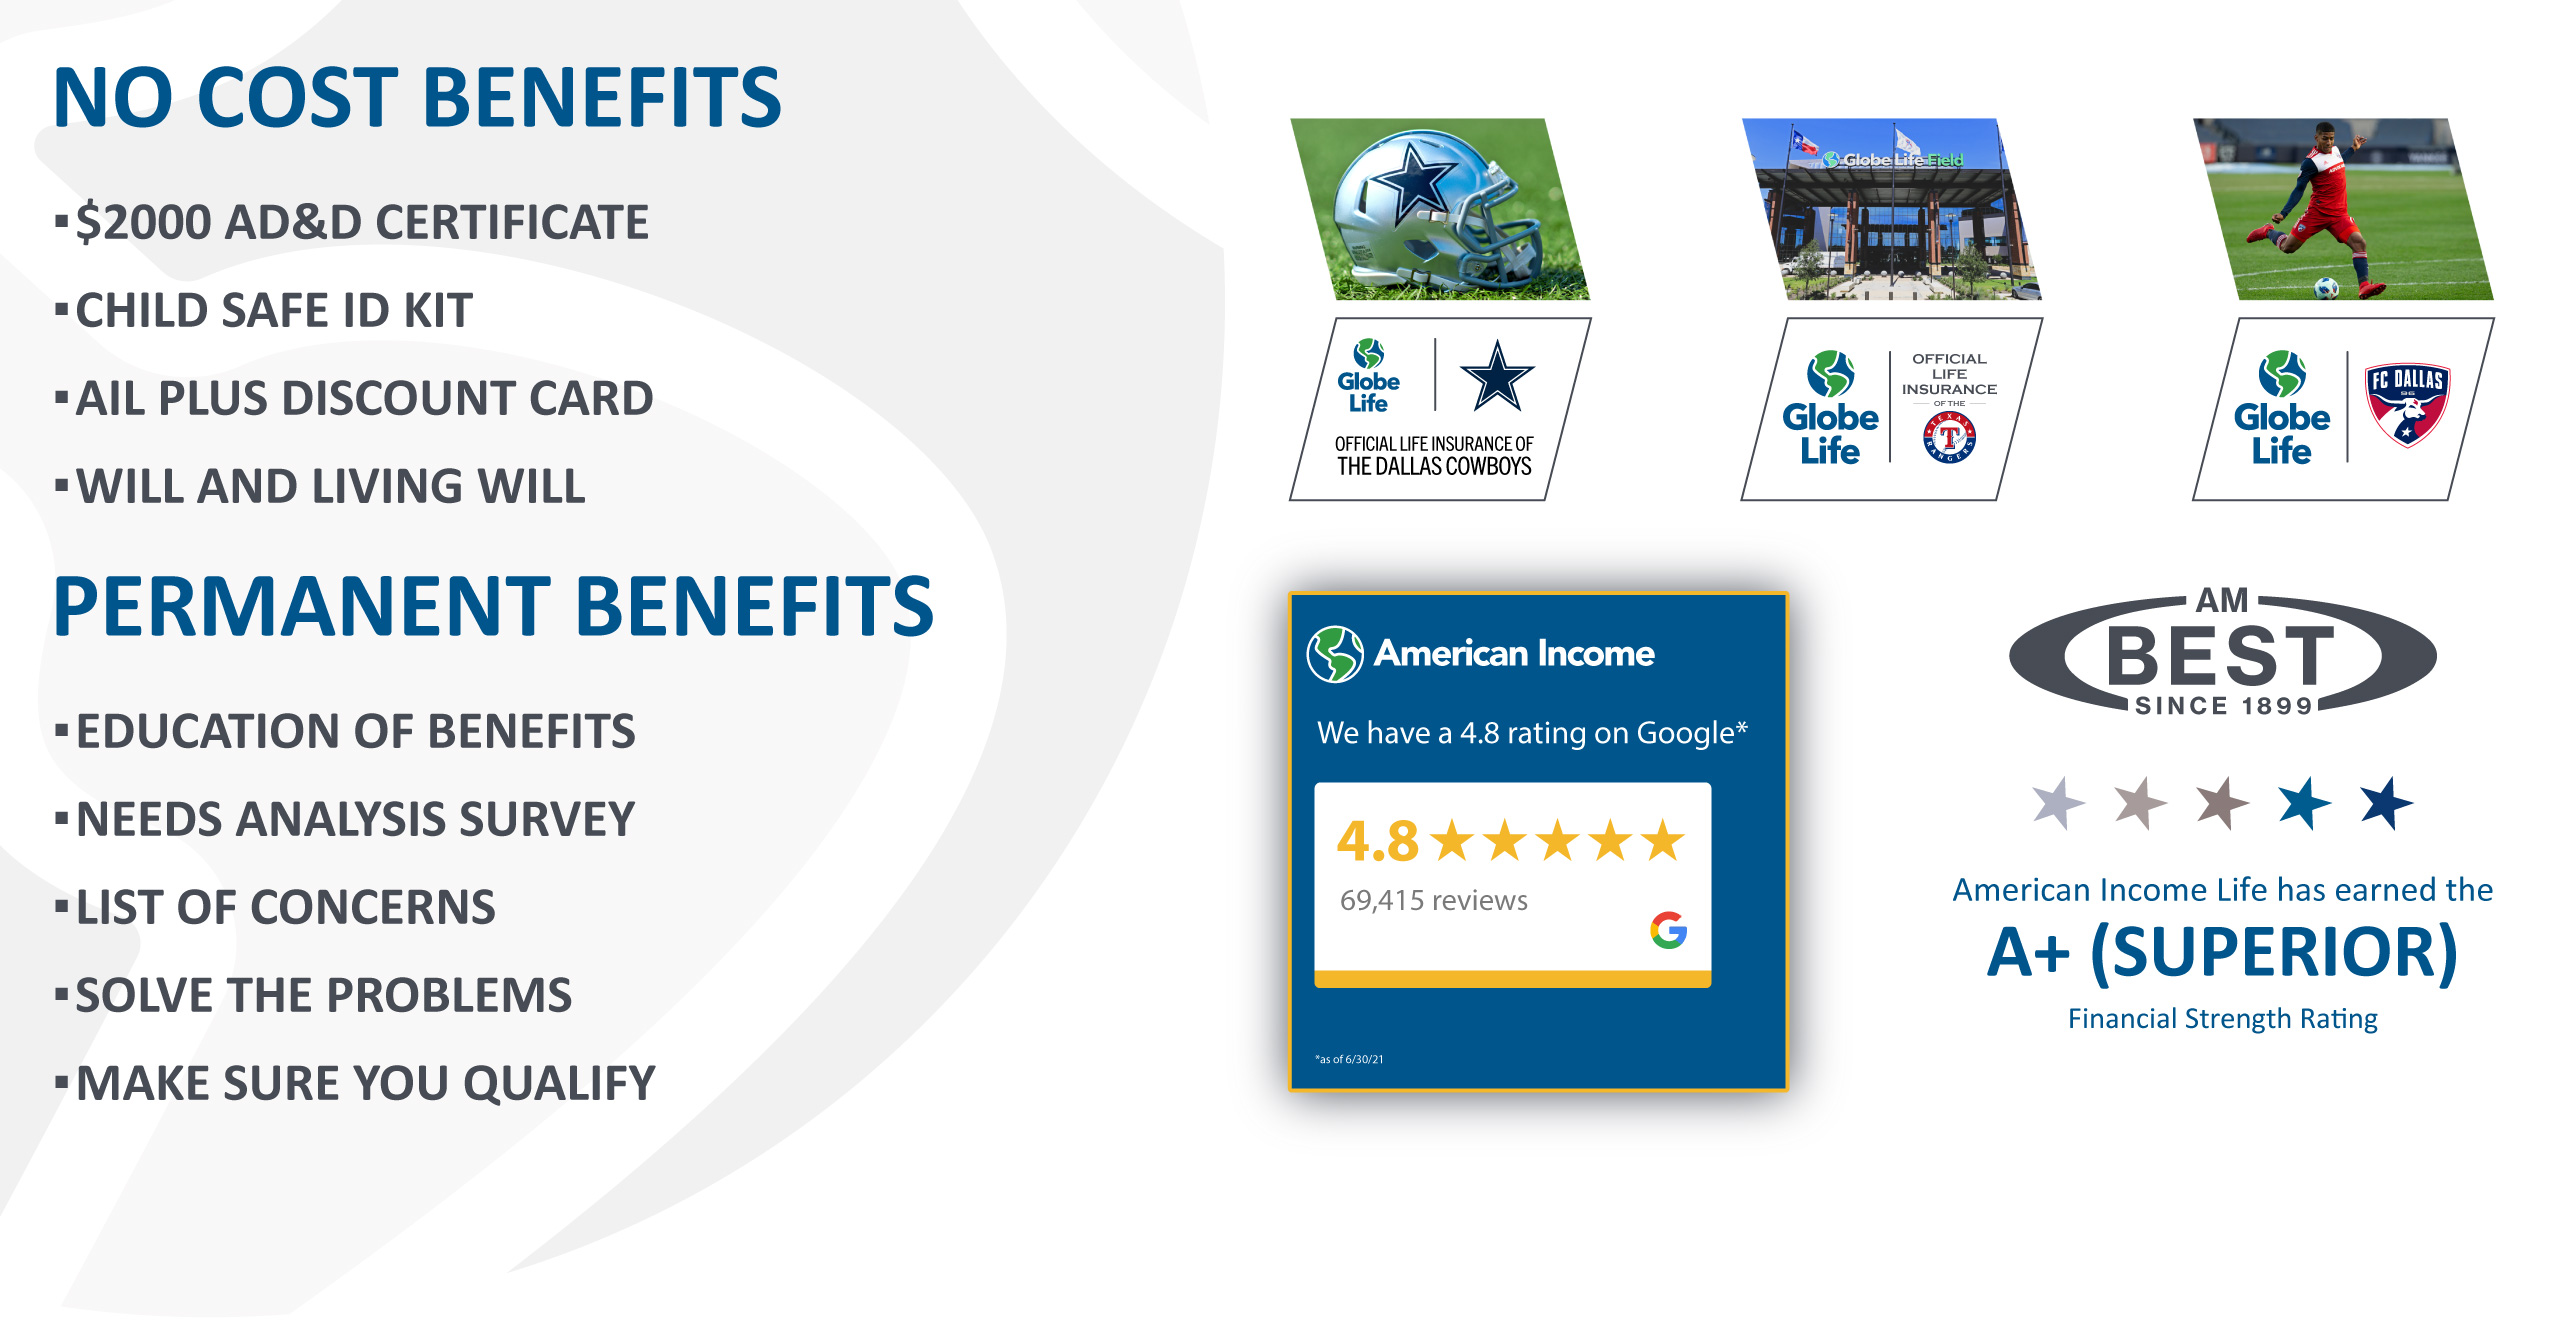 NO COST BENEFITS
▪$2000 AD&D CERTIFICATE
▪CHILD SAFE ID KIT
▪AIL PLUS DISCOUNT CARD
▪WILL AND LIVING WILL
PERMANENT BENEFITS
▪EDUCATION OF BENEFITS
▪NEEDS ANALYSIS SURVEY
▪LIST OF CONCERNS
▪SOLVE THE PROBLEMS
▪MAKE SURE YOU QUALIFY
Globe Life Field
Globe
Life
OFFICIAL LIFE INSURANCE OF
THE DALLAS COWBOYS
Globe
Life
OFFICIAL
LIFE
INSURANCE
OF THE
TEXAS
T
RANGERS
Globe
Life
FC DALLAS
96
American Income
We have a 4.8 rating on Google*
4.8
69,415 reviews
G
*as of 6/30/21
AM
BEST
SINCE 1899
American Income Life has earned the
A+ (SUPERIOR)
Financial Strength Rating